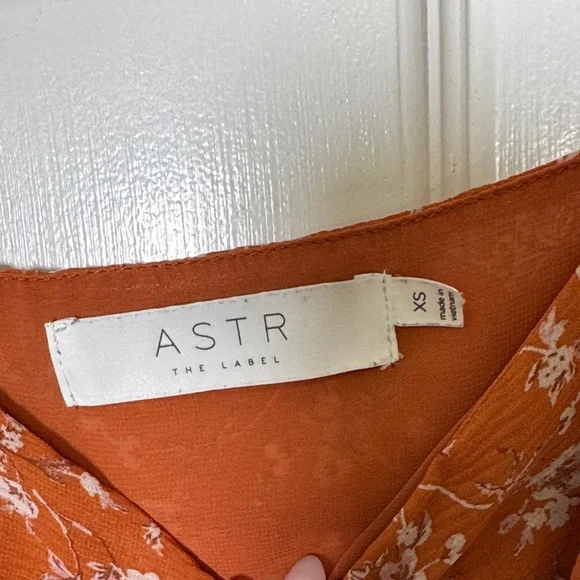 ASTR
THE LABEL
XS
made in
vietnam